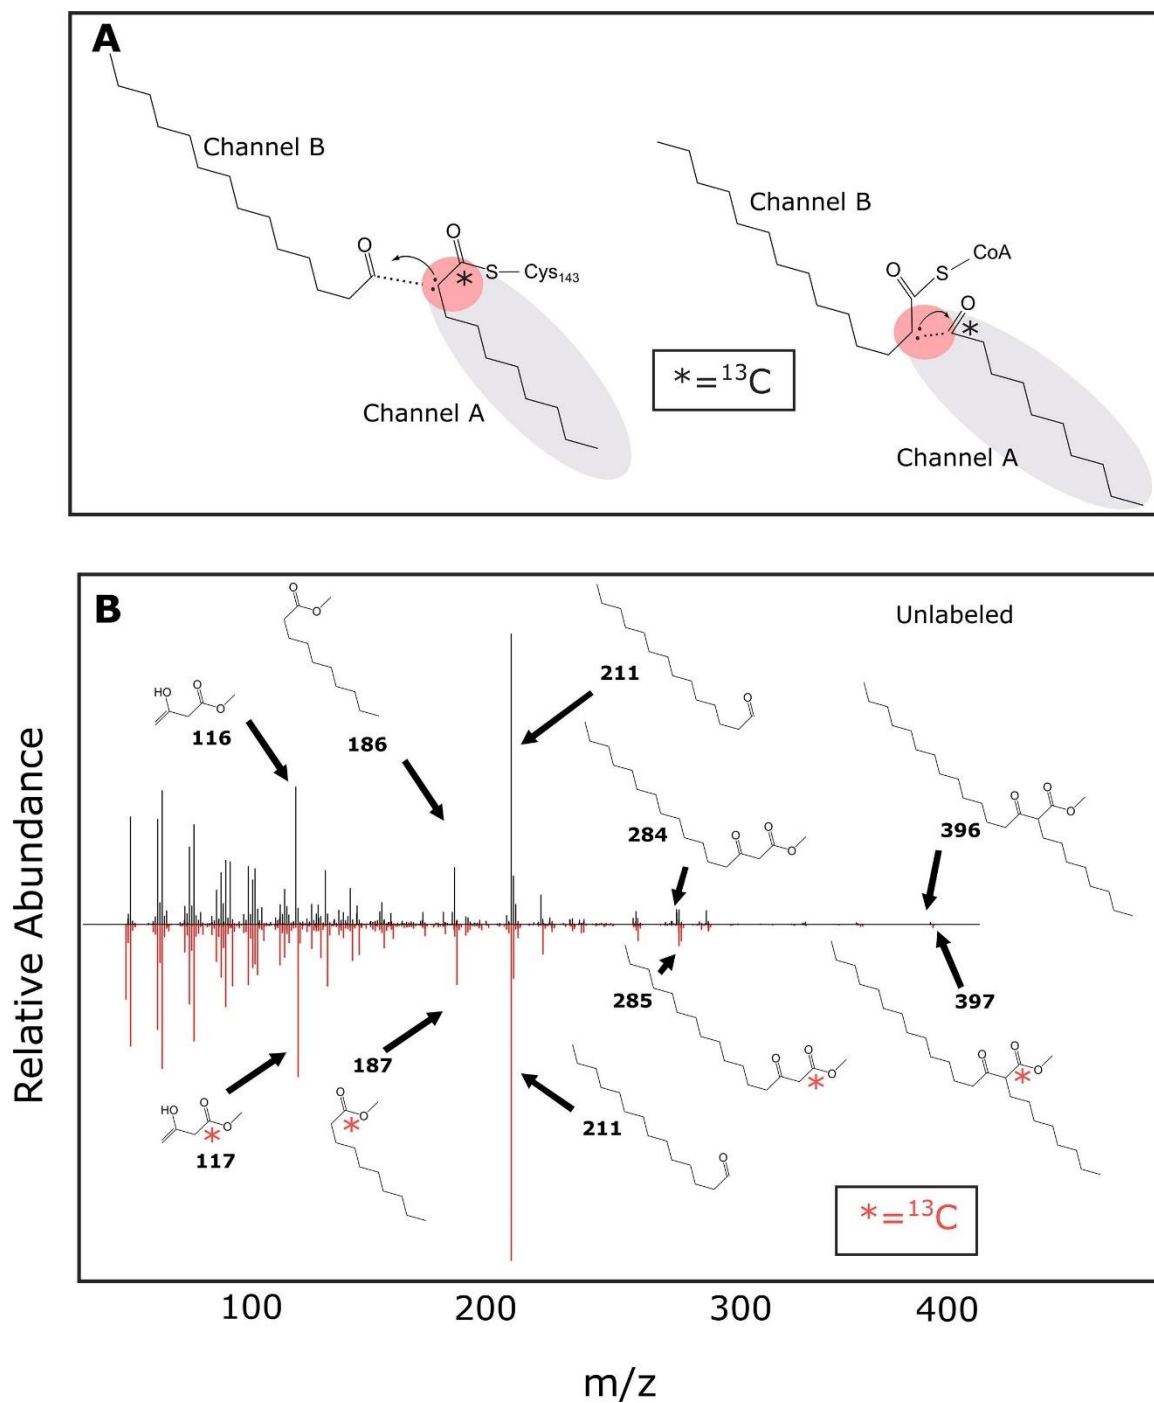 A
Channel B
O
O
S
Cys143
*
Channel A
*=13C
Channel B
CoA
O
S
O
*
Channel A
B
Unlabeled
Relative Abundance
O
O
HO
O
O
116
186
211
O
284
O
O
O
396
O
O
O
HO
O
O
*
117
187
O
O
*
211
O
285
O
O
O
*
397
O
O
O
*
*=13C
100
200
300
400
m/z